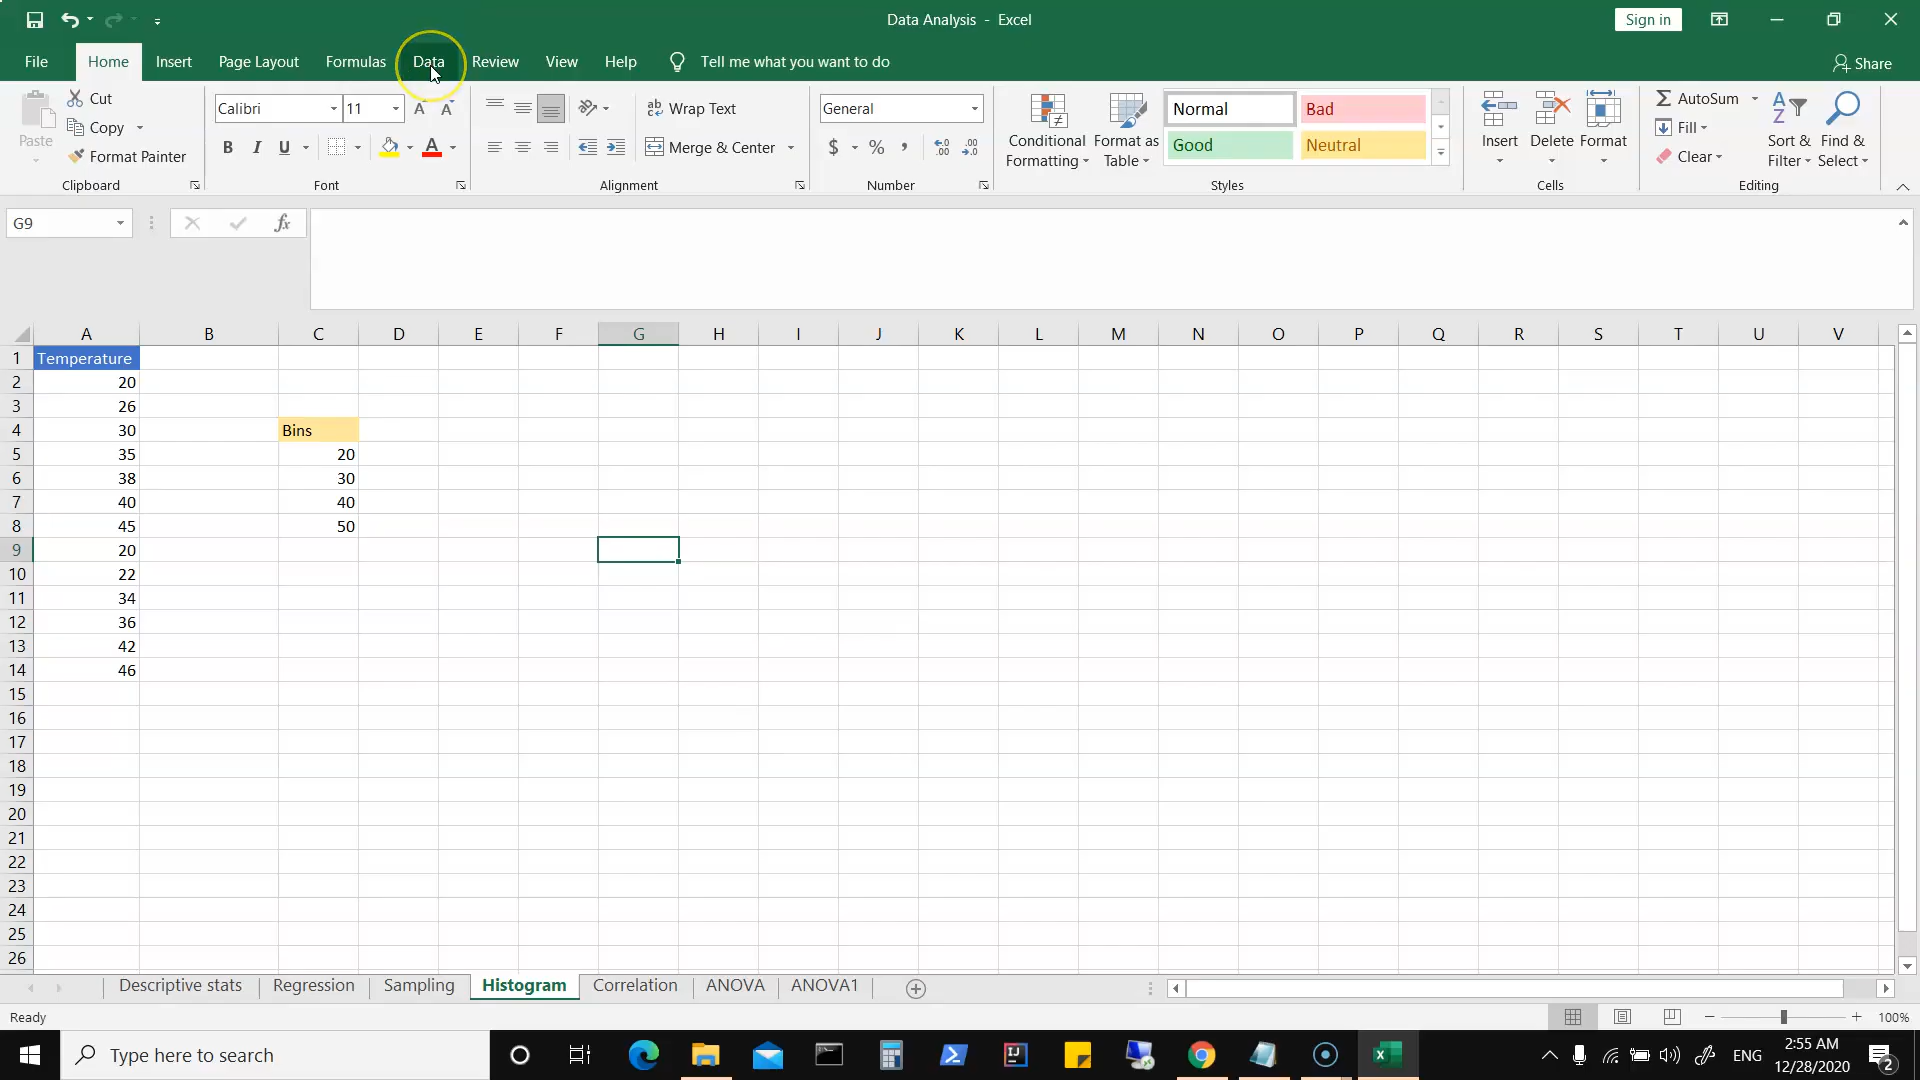 Data Analysis - Excel
Sign in
File Home Insert Page Layout Formulas Data Review View Help Tell me what you want to do Share
Paste
Cut
Copy
Format Painter
Clipboard
Calibri 11
B I U
Font
Wrap Text
Merge & Center
Alignment
General
$ % ,
Number
Conditional Formatting
Format as Table
Normal Bad
Good Neutral
Styles
Insert Delete Format
Cells
AutoSum
Fill
Clear
Sort & Filter
Find & Select
Editing
G9 fx
A B C D E F G H I J K L M N O P Q R S T U V
1 Temperature
2 20
3 26
4 30 Bins
5 35 20
6 38 30
7 40 40
8 45 50
9 20
10 22
11 34
12 36
13 42
14 46
15
16
17
18
19
20
21
22
23
24
25
26
Descriptive stats Regression Sampling Histogram Correlation ANOVA ANOVA1
Ready 100%
Type here to search
ENG 2:55 AM
12/28/2020
2